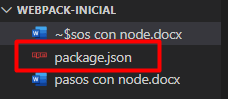 WEBPACK-INICIAL
~$sos con node.docx
package.json
pasos con node.docx